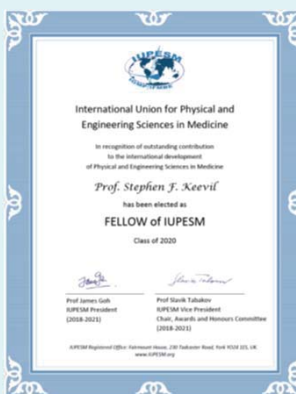 IUPESM
International Union for Physical and
Engineering Sciences in Medicine
In recognition of outstanding contribution
to the international development
of Physical and Engineering Sciences in Medicine
Prof. Stephen F. Keevil
has been elected as
FELLOW of IUPESM
Class of 2020
Prof James Goh
IUPESM President
(2018-2021)
Prof Slavik Tabakov
IUPESM Vice President
Chair, Awards and Honours Committee
(2018-2021)
IUPESM Registered Office: Fairmount House, 230 Tadcaster Road, York YO24 1ES, UK
www.IUPESM.org